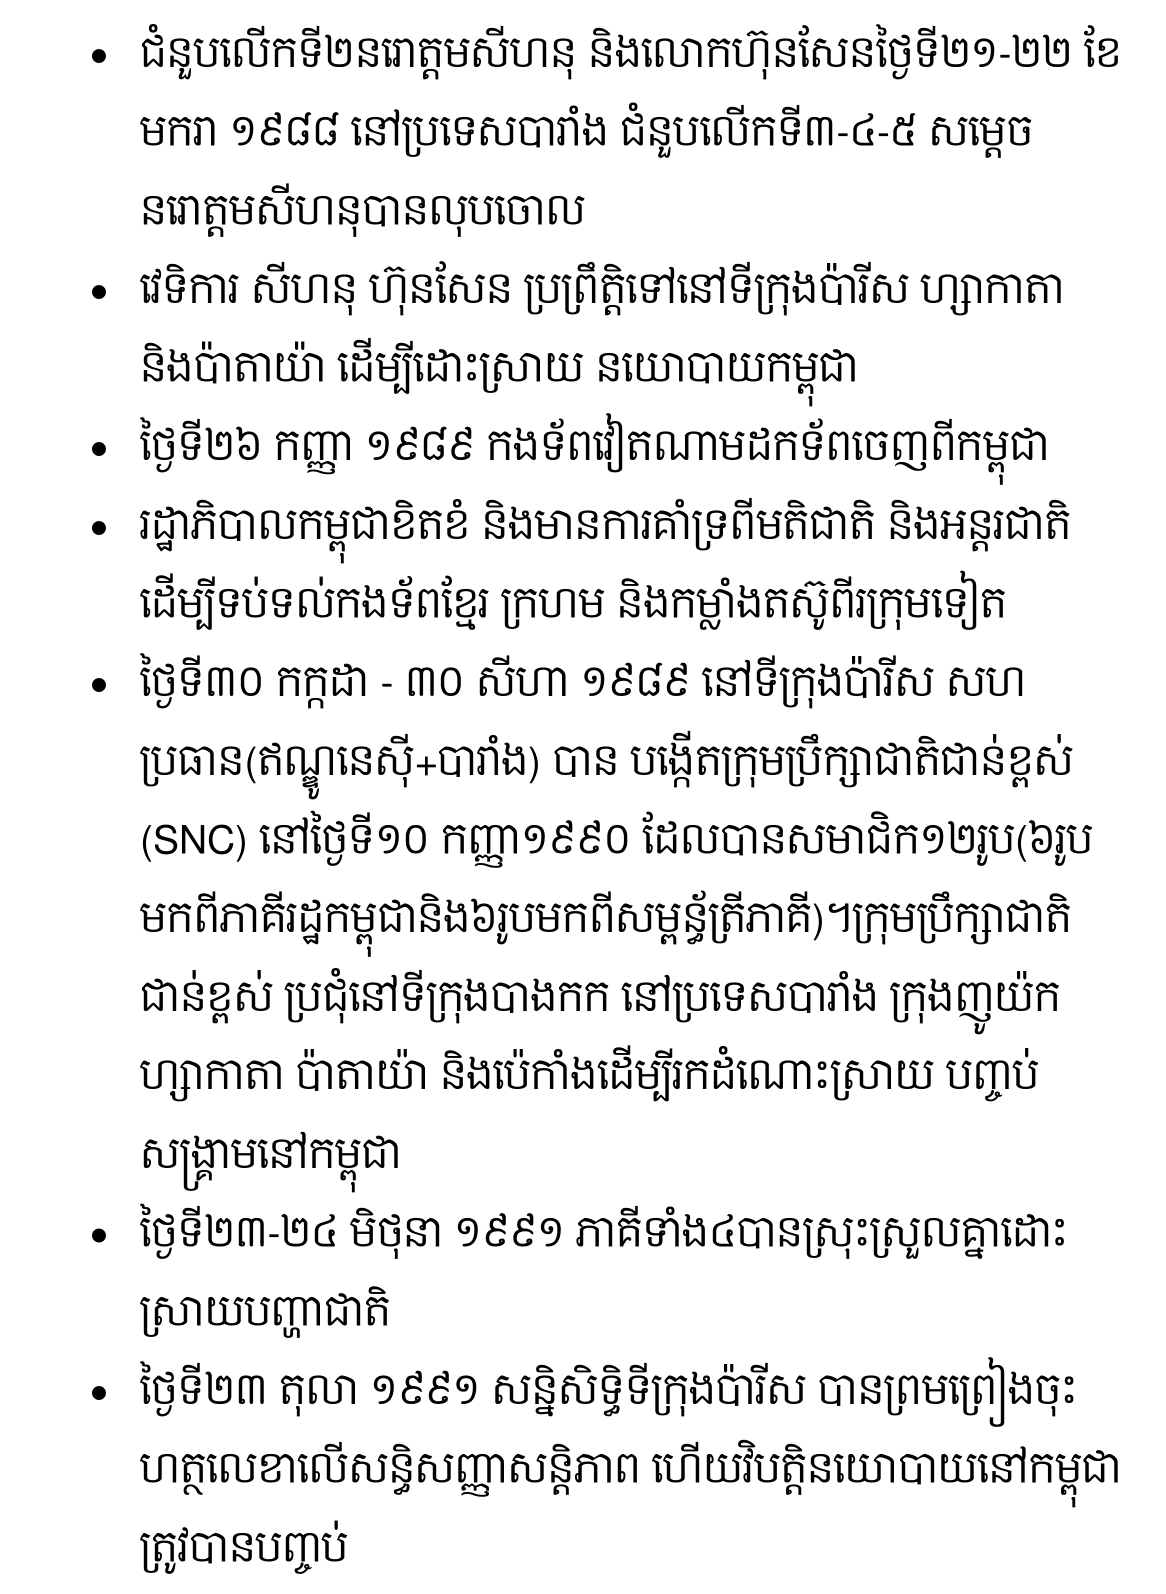 • ជំនួបលើកទី២នរោត្តមសីហនុ និងលោកហ៊ុនសែនថ្ងៃទី២១-២២ ខែ
មករា ១៩៨៨ នៅប្រទេសបារាំង ជំនួបលើកទី៣-៤-៥ សម្តេច
នរោត្តមសីហនុបានលុបចោល
• វេទិការ សីហនុ ហ៊ុនសែន ប្រព្រឹត្តិទៅនៅទីក្រុងប៉ារីស ហ្សាកាតា
និងប៉ាតាយ៉ា ដើម្បីដោះស្រាយ នយោបាយកម្ពុជា
• ថ្ងៃទី២៦ កញ្ញា ១៩៨៩ កងទ័ពវៀតណាមដកទ័ពចេញពីកម្ពុជា
• រដ្ឋាភិបាលកម្ពុជាខិតខំ និងមានការគាំទ្រពីមតិជាតិ និងអន្តរជាតិ
ដើម្បីទប់ទល់កងទ័ពខ្មែរ ក្រហម និងកម្លាំងតស៊ូពីរក្រុមទៀត
• ថ្ងៃទី៣០ កក្កដា - ៣០ សីហា ១៩៨៩ នៅទីក្រុងប៉ារីស សហ
ប្រធាន(ឥណ្ឌូនេស៊ី+បារាំង) បាន បង្កើតក្រុមប្រឹក្សាជាតិជាន់ខ្ពស់
(SNC) នៅថ្ងៃទី១០ កញ្ញា១៩៩០ ដែលបានសមាជិក១២រូប(៦រូប
មកពីភាគីរដ្ឋកម្ពុជានិង៦រូបមកពីសម្ពន្ធ័ត្រីភាគី)។ក្រុមប្រឹក្សាជាតិ
ជាន់ខ្ពស់ ប្រជុំនៅទីក្រុងបាងកក នៅប្រទេសបារាំង ក្រុងញូយ៉ក
ហ្សាកាតា ប៉ាតាយ៉ា និងប៉េកាំងដើម្បីរកដំណោះស្រាយ បញ្ចប់
សង្គ្រាមនៅកម្ពុជា
• ថ្ងៃទី២៣-២៤ មិថុនា ១៩៩១ ភាគីទាំង៤បានស្រុះស្រួលគ្នាដោះ
ស្រាយបញ្ហាជាតិ
• ថ្ងៃទី២៣ តុលា ១៩៩១ សន្និសិទ្ធិទីក្រុងប៉ារីស បានព្រមព្រៀងចុះ
ហត្ថលេខាលើសន្ធិសញ្ញាសន្តិភាព ហើយវិបត្តិនយោបាយនៅកម្ពុជា
ត្រូវបានបញ្ចប់